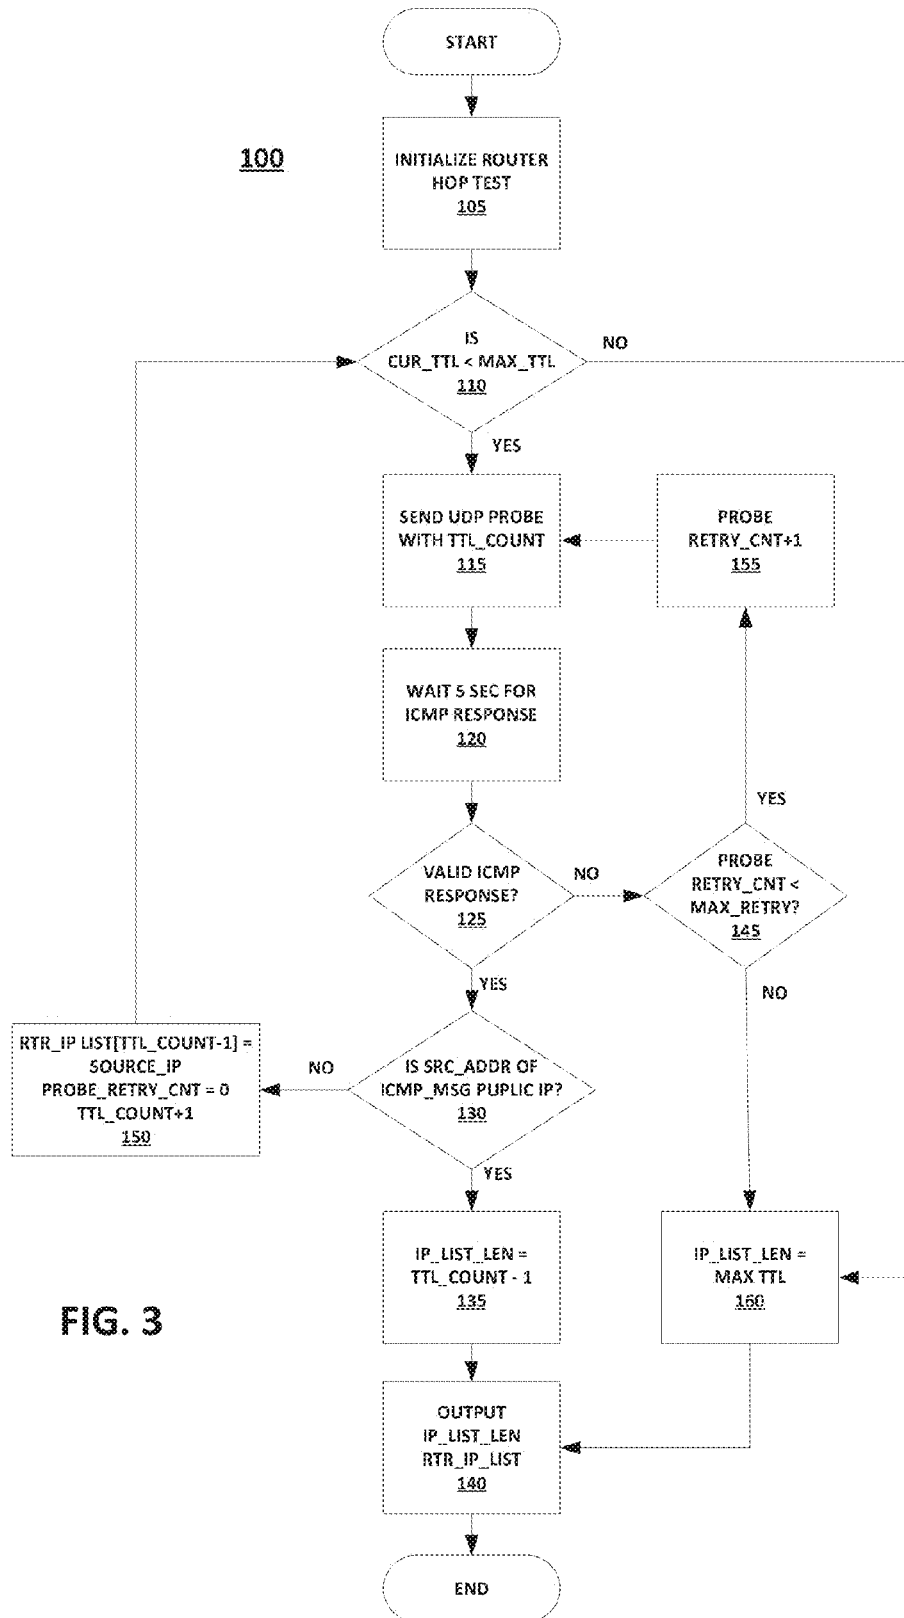 START
100
INITIALIZE ROUTER
HOP TEST
105
IS
CUR_TTL < MAX_TTL
110
NO
YES
SEND UDP PROBE
WITH TTL_COUNT
115
PROBE
RETRY_CNT+1
155
WAIT 5 SEC FOR
ICMP RESPONSE
120
YES
VALID ICMP
RESPONSE?
125
NO
PROBE
RETRY_CNT <
MAX_RETRY?
145
YES
NO
RTR_IP LIST[TTL_COUNT-1] =
SOURCE_IP
PROBE_RETRY_CNT = 0
TTL_COUNT+1
150
NO
IS SRC_ADDR OF
ICMP_MSG PUPLIC IP?
130
YES
IP_LIST_LEN =
TTL_COUNT - 1
135
IP_LIST_LEN =
MAX TTL
160
FIG. 3
OUTPUT
IP_LIST_LEN
RTR_IP_LIST
140
END